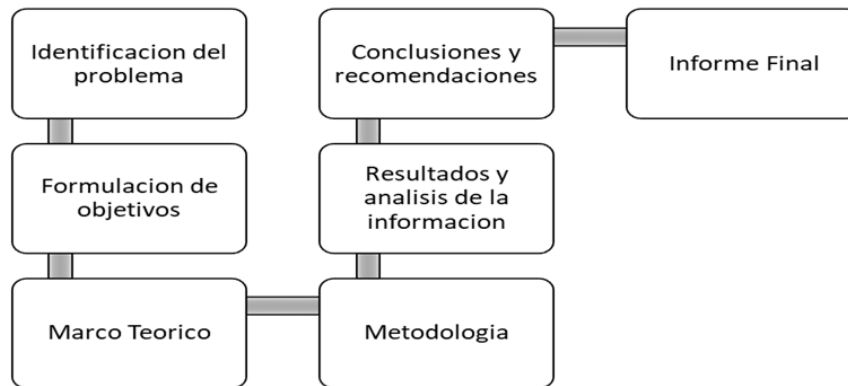 Identificacion del
problema
Formulacion de
objetivos
Marco Teorico
Metodologia
Resultados y
analisis de la
informacion
Conclusiones y
recomendaciones
Informe Final